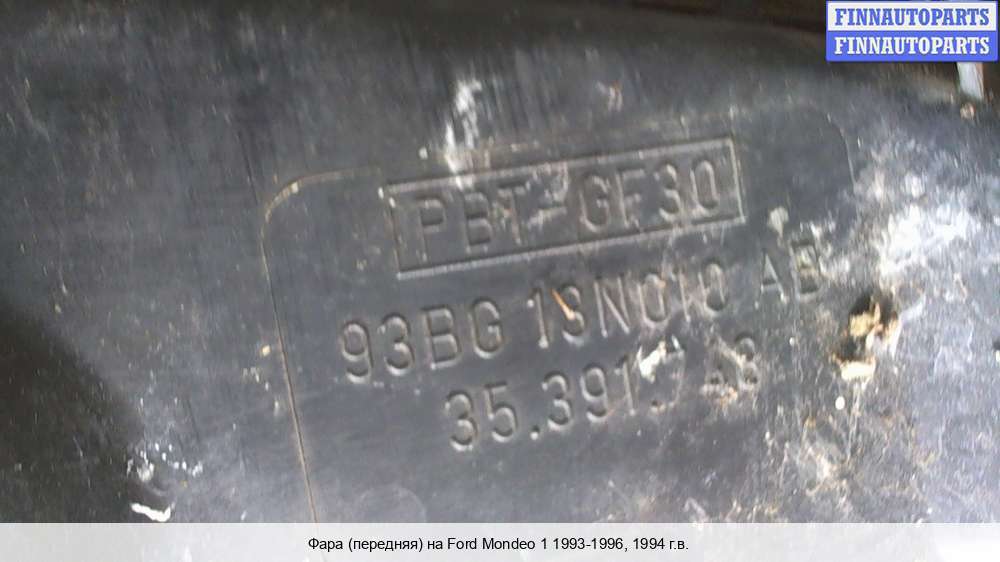 FINNAUTOPARTS
FINNAUTOPARTS
PBT-GF30
93BG 13N010 AB
Фара (передняя) на Ford Mondeo 1 1993-1996, 1994 г.в.